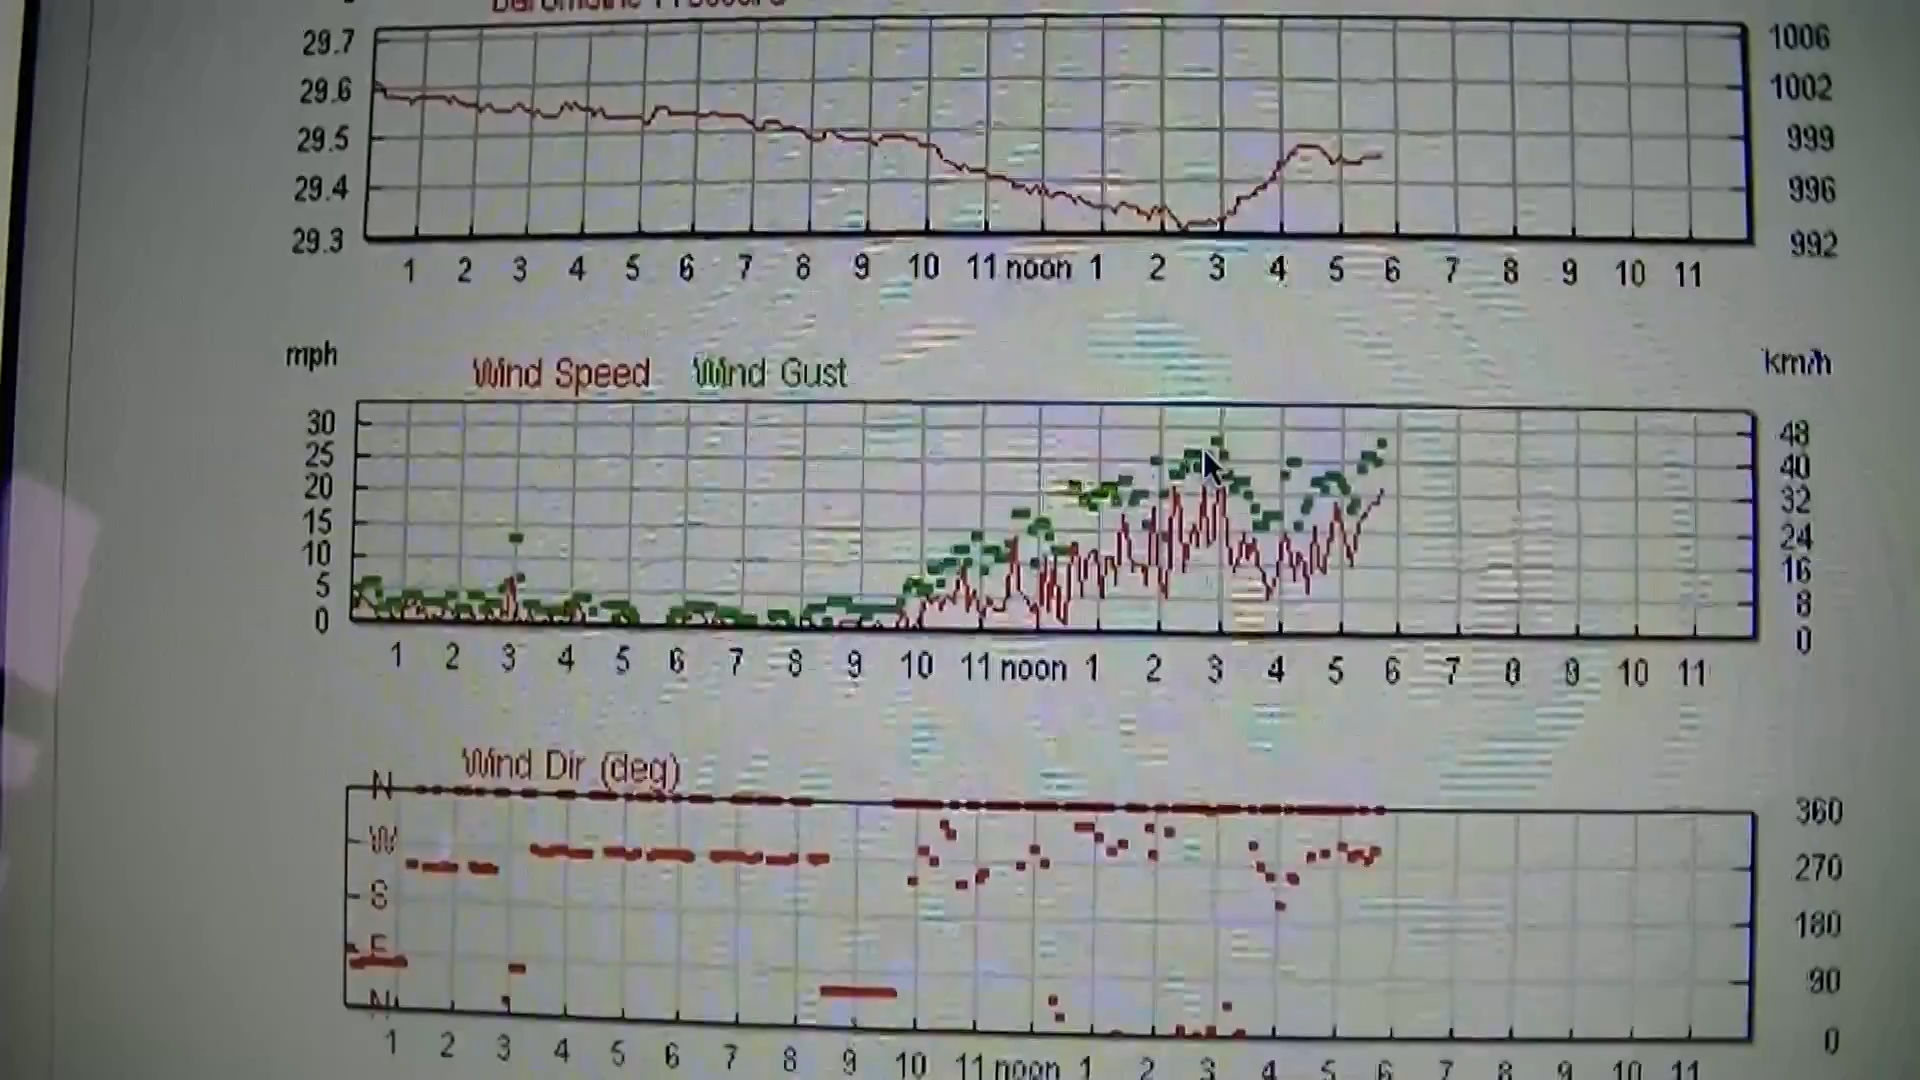 Barometric Pressure
29.7 1006
29.6 1002
29.5 999
29.4 996
29.3 992
1 2 3 4 5 6 7 8 9 10 11 noon 1 2 3 4 5 6 7 8 9 10 11
mph Wind Speed Wind Gust km/h
30 48
25 40
20 32
15 24
10 16
5 8
0 0
1 2 3 4 5 6 7 8 9 10 11 noon 1 2 3 4 5 6 7 8 9 10 11
Wind Dir (deg)
N 360
W 270
S 180
E 90
N 0
1 2 3 4 5 6 7 8 9 10 11 noon 1 2 3 4 5 6 7 8 9 10 11